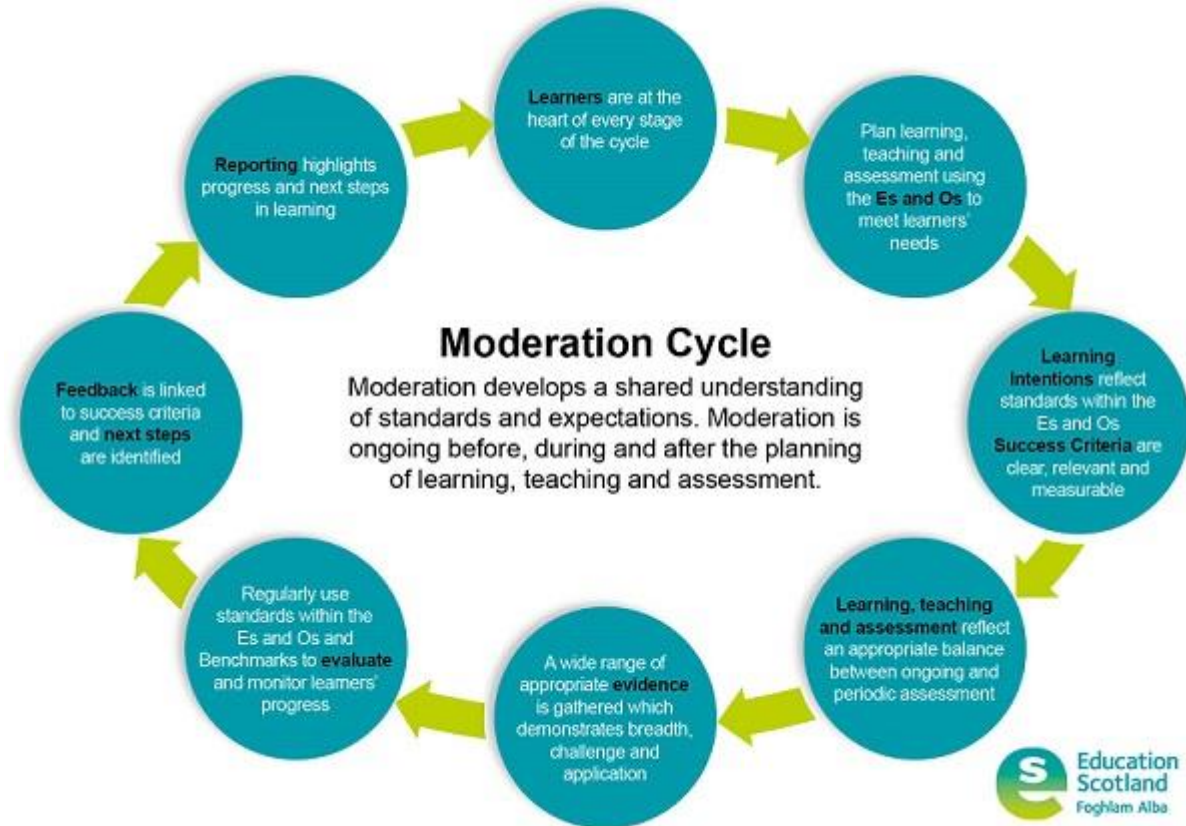 Learners are at the
heart of every stage
of the cycle
Plan learning,
teaching and
assessment using
the Es and Os to
meet learners'
needs
Learning
Intentions reflect
standards within the
Es and Os
Success Criteria are
clear, relevant and
measurable
Learning, teaching
and assessment reflect
an appropriate balance
between ongoing and
periodic assessment
A wide range of
appropriate evidence
is gathered which
demonstrates breadth,
challenge and
application
Regularly use
standards within the
Es and Os and
Benchmarks to evaluate
and monitor learners'
progress
Feedback is linked
to success criteria
and next steps
are identified
Reporting highlights
progress and next steps
in learning
Moderation Cycle
Moderation develops a shared understanding
of standards and expectations. Moderation is
ongoing before, during and after the planning
of learning, teaching and assessment.
Education
Scotland
Foghlam Alba